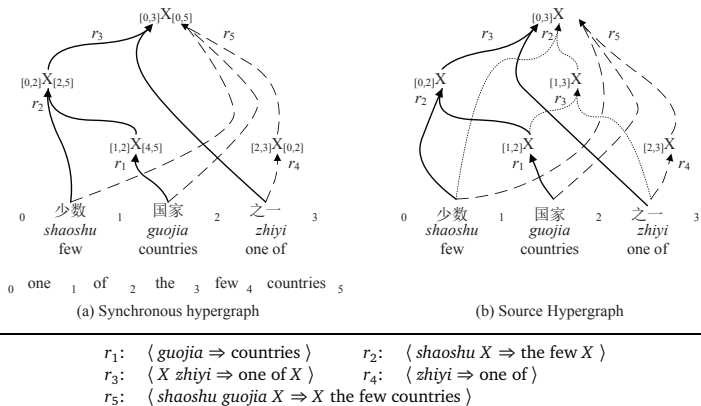 [0,3]X[0,5] r5
r3
[0,2]X[2,5]
r2
[1,2]X[4,5] [2,3]X[0,2]
r1 r4
少数 国家 之一
0 shaoshu 1 guojia 2 zhiyi 3
few countries one of
0 one 1 of 2 the 3 few 4 countries 5
(a) Synchronous hypergraph
[0,3]X
r3 r2 r5
[0,2]X [1,3]X
r2 r3
[1,2]X [2,3]X
r1 r4
少数 国家 之一
0 shaoshu 1 guojia 2 zhiyi 3
few countries one of
(b) Source Hypergraph
r1: ⟨ guojia ⇒ countries ⟩ r2: ⟨ shaoshu X ⇒ the few X ⟩
r3: ⟨ X zhiyi ⇒ one of X ⟩ r4: ⟨ zhiyi ⇒ one of ⟩
r5: ⟨ shaoshu guojia X ⇒ X the few countries ⟩